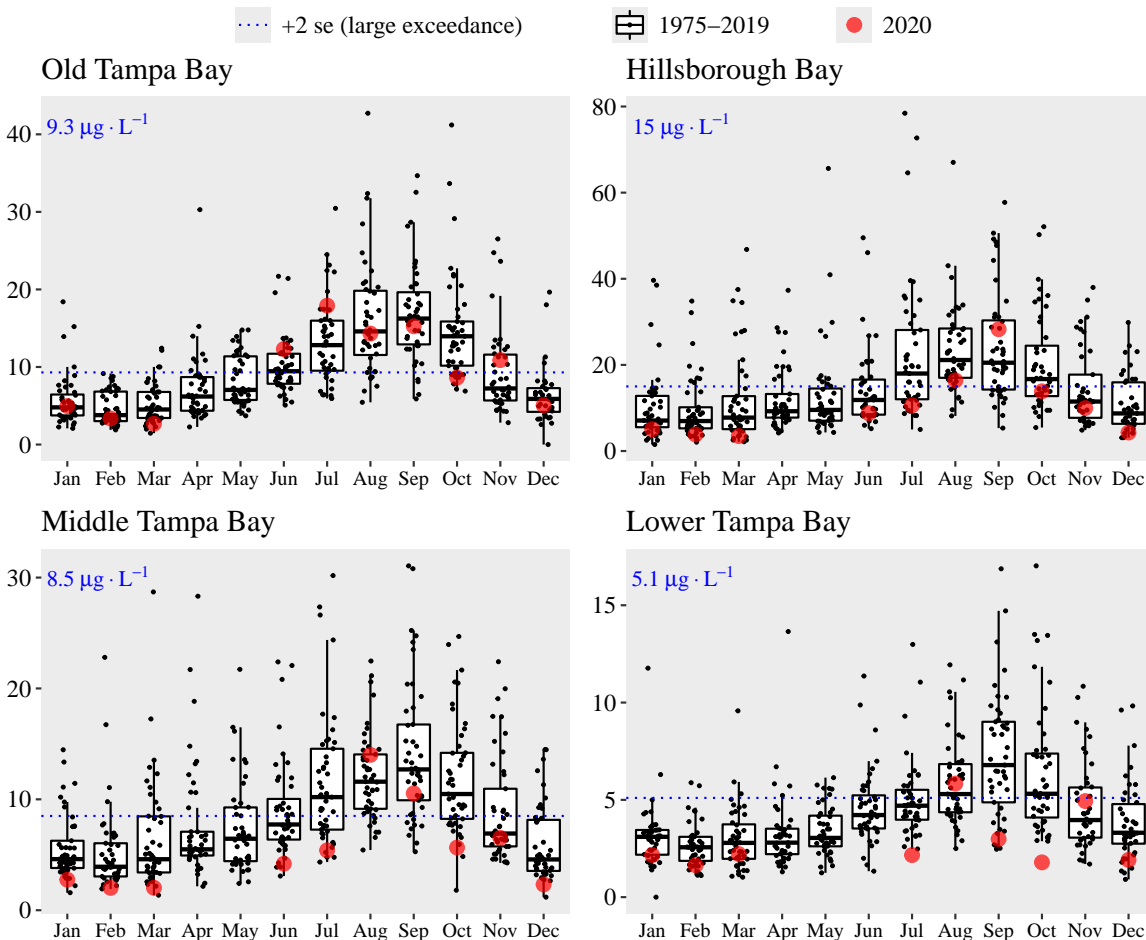 +2 se (large exceedance) 1975–2019 2020
Old Tampa Bay
9.3 μg · L⁻¹
40
30
20
10
0
Jan Feb Mar Apr May Jun Jul Aug Sep Oct Nov Dec
Hillsborough Bay
15 μg · L⁻¹
80
60
40
20
0
Jan Feb Mar Apr May Jun Jul Aug Sep Oct Nov Dec
Middle Tampa Bay
8.5 μg · L⁻¹
30
20
10
0
Jan Feb Mar Apr May Jun Jul Aug Sep Oct Nov Dec
Lower Tampa Bay
5.1 μg · L⁻¹
15
10
5
0
Jan Feb Mar Apr May Jun Jul Aug Sep Oct Nov Dec